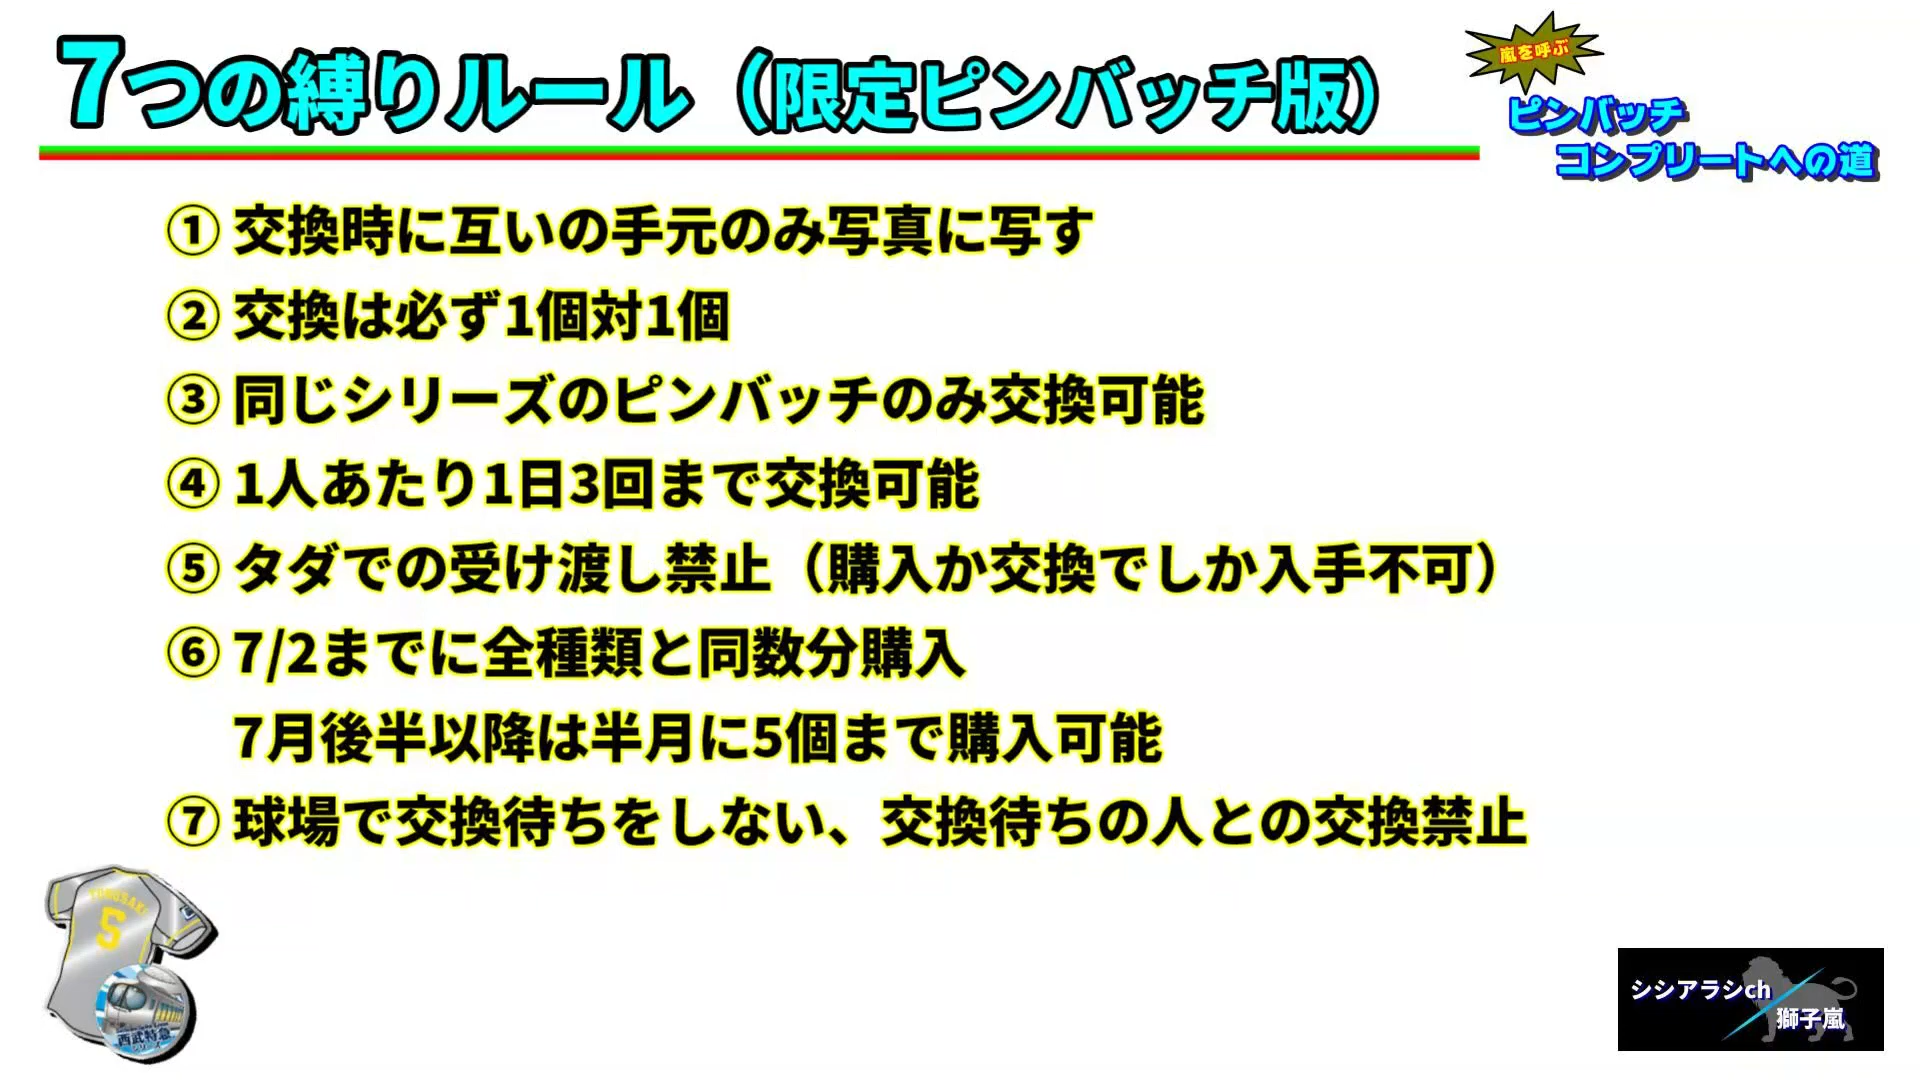 7つの縛りルール（限定ピンバッチ版）
嵐を呼ぶ
ピンバッチ
コンプリートへの道
① 交換時に互いの手元のみ写真に写す
② 交換は必ず1個対1個
③ 同じシリーズのピンバッチのみ交換可能
④ 1人あたり1日3回まで交換可能
⑤ タダでの受け渡し禁止（購入か交換でしか入手不可）
⑥ 7/2までに全種類と同数分購入
7月後半以降は半月に5個まで購入可能
⑦ 球場で交換待ちをしない、交換待ちの人との交換禁止
5
西武特急
シリーズ
シシアラシch
獅子嵐